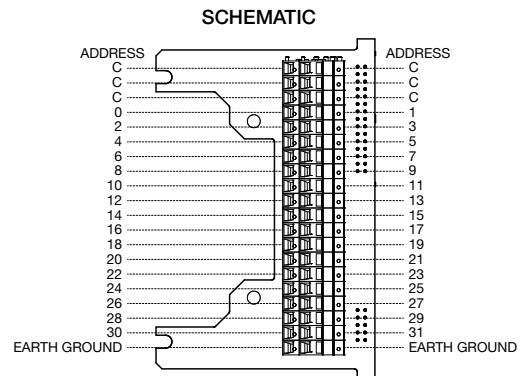 SCHEMATIC
ADDRESS ADDRESS
C C
C C
C C
0 1
2 3
4 5
6 7
8 9
10 11
12 13
14 15
16 17
18 19
20 21
22 23
24 25
26 27
28 29
30 31
EARTH GROUND EARTH GROUND